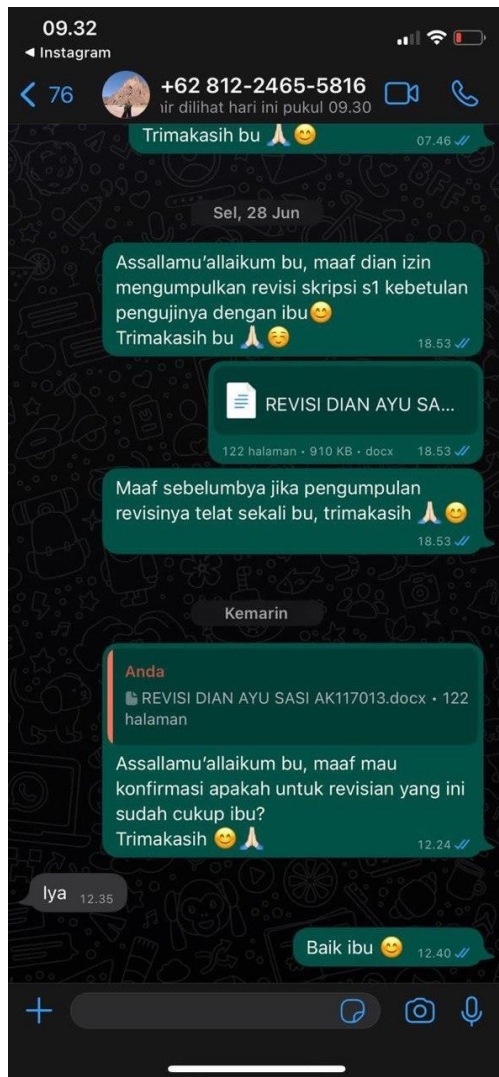 09.32
◄ Instagram
76
+62 812-2465-5816
ir dilihat hari ini pukul 09.30
Trimakasih bu 🙏🏻😊
07.46
Sel, 28 Jun
Assallamu'allaikum bu, maaf dian izin
mengumpulkan revisi skripsi s1 kebetulan
pengujinya dengan ibu😊
Trimakasih bu 🙏🏻☺️
18.53
REVISI DIAN AYU SA...
122 halaman • 910 KB • docx
18.53
Maaf sebelumbya jika pengumpulan
revisinya telat sekali bu, trimakasih 🙏🏻😊
18.53
Kemarin
Anda
REVISI DIAN AYU SASI AK117013.docx • 122
halaman
Assallamu'allaikum bu, maaf mau
konfirmasi apakah untuk revisian yang ini
sudah cukup ibu?
Trimakasih 😊🙏🏻
12.24
Iya
12.35
Baik ibu 😊
12.40